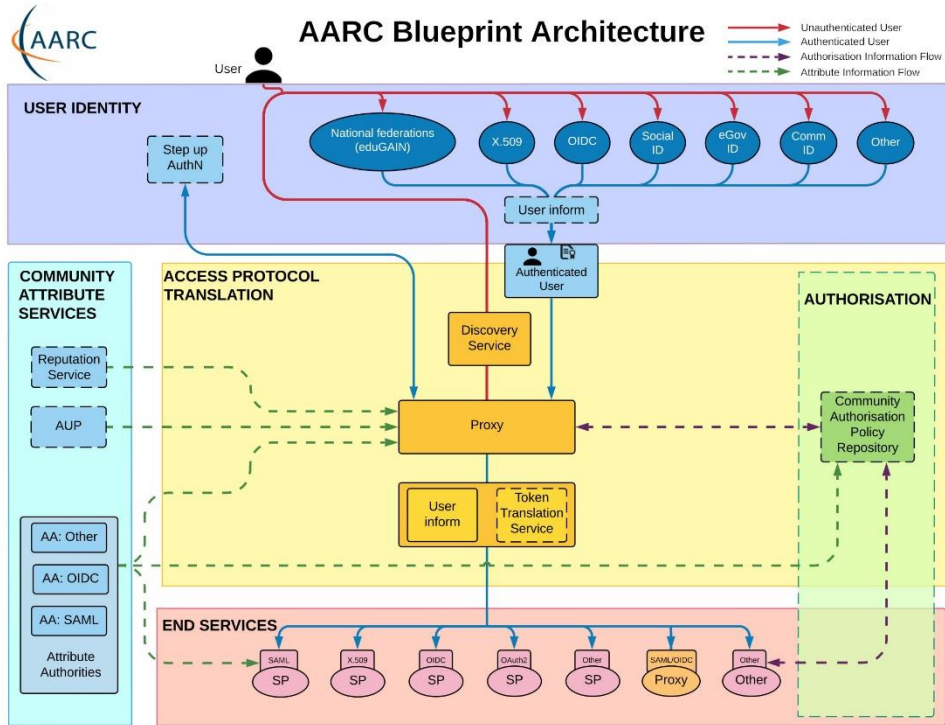 AARC
AARC Blueprint Architecture
Unauthenticated User
Authenticated User
Authorisation Information Flow
Attribute Information Flow
User
USER IDENTITY
Step up
AuthN
National federations
(eduGAIN)
X.509
OIDC
Social
ID
eGov
ID
Comm
ID
Other
User inform
Authenticated
User
COMMUNITY
ATTRIBUTE
SERVICES
ACCESS PROTOCOL
TRANSLATION
AUTHORISATION
Discovery
Service
Reputation
Service
AUP
Proxy
Community
Authorisation
Policy
Repository
User
inform
Token
Translation
Service
AA: Other
AA: OIDC
AA: SAML
Attribute
Authorities
END SERVICES
SAML
SP
X.509
SP
OIDC
SP
OAuth2
SP
Other
SP
SAML/OIDC
Proxy
Other
Other